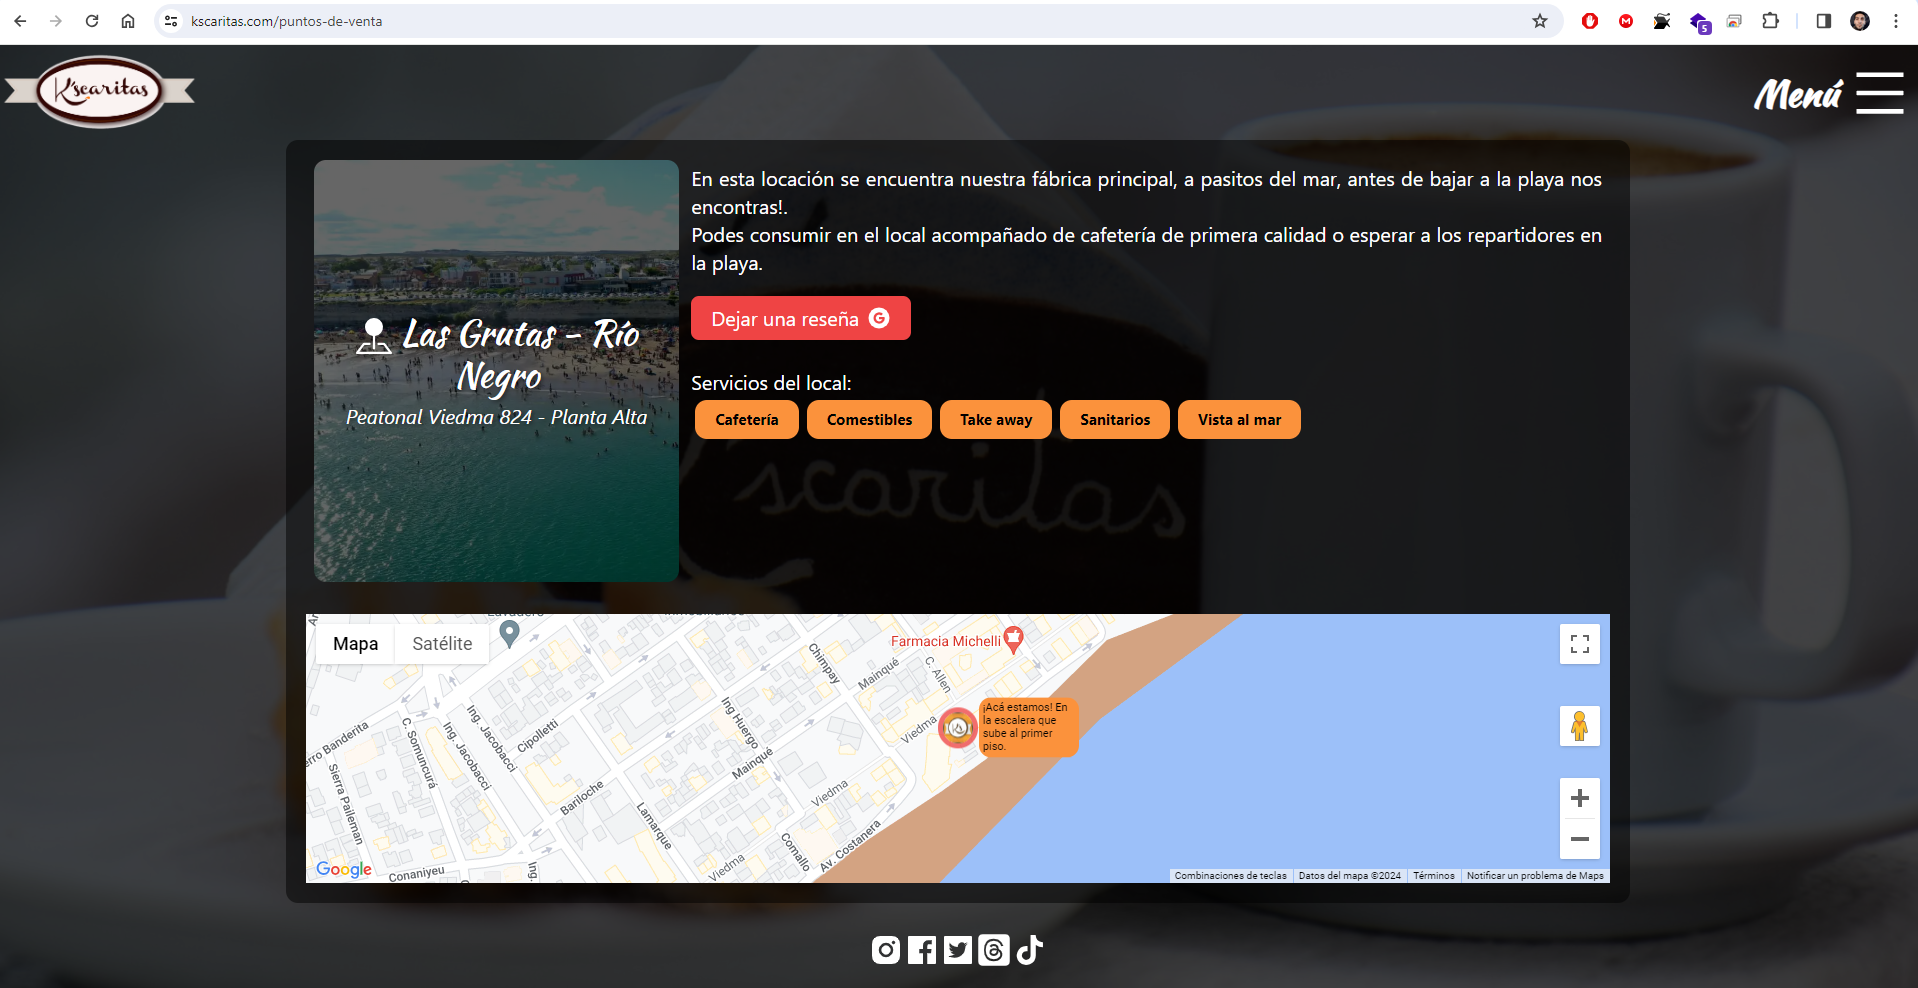 kscaritas.com/puntos-de-venta
5
K'scaritas
Menú
En esta locación se encuentra nuestra fábrica principal, a pasitos del mar, antes de bajar a la playa nos
encontras!.
Podes consumir en el local acompañado de cafetería de primera calidad o esperar a los repartidores en
la playa.
Las Grutas - Río
Negro
Peatonal Viedma 824 - Planta Alta
Dejar una reseña G
Servicios del local:
Cafetería Comestibles Take away Sanitarios Vista al mar
K'scaritas
Mapa Satélite
Farmacia Michelli
Chimpay
Mainqué
C. Allen
Viedma
¡Acá estamos! En
la escalera que
sube al primer
piso.
Ing Huergo
Mainqué
Ing. Jacobacci
Ing. Jacobacci
Cipolletti
C. Somuncurá
erro Banderita
Sierra Paileman
Bariloche
Lamarque
Viedma
Viedma
Comallo
Av. Costanera
Ing.
Conaniyeu
Google
Combinaciones de teclas Datos del mapa ©2024 Términos Notificar un problema de Maps